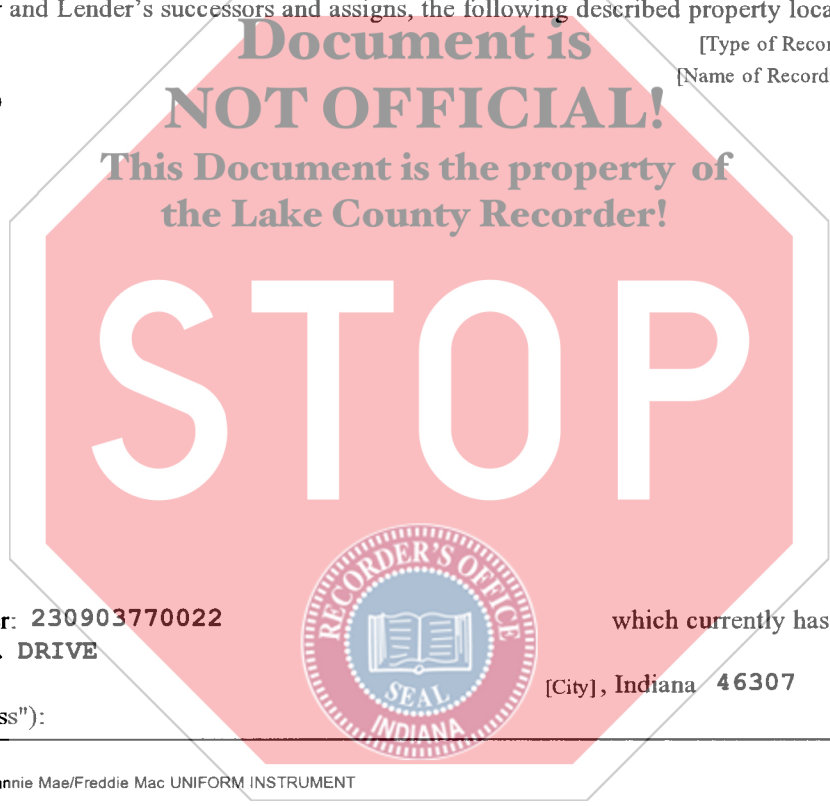 and Lender's successors and assigns, the following described property loca
Document is
[Type of Recor
[Name of Record
NOT OFFICIAL!
This Document is the property of
the Lake County Recorder!
STOP
RECORDER'S OFFICE
SEAL
INDIANA
r: 230903770022 which currently has
. DRIVE
[City], Indiana 46307
ss"):
nnie Mae/Freddie Mac UNIFORM INSTRUMENT